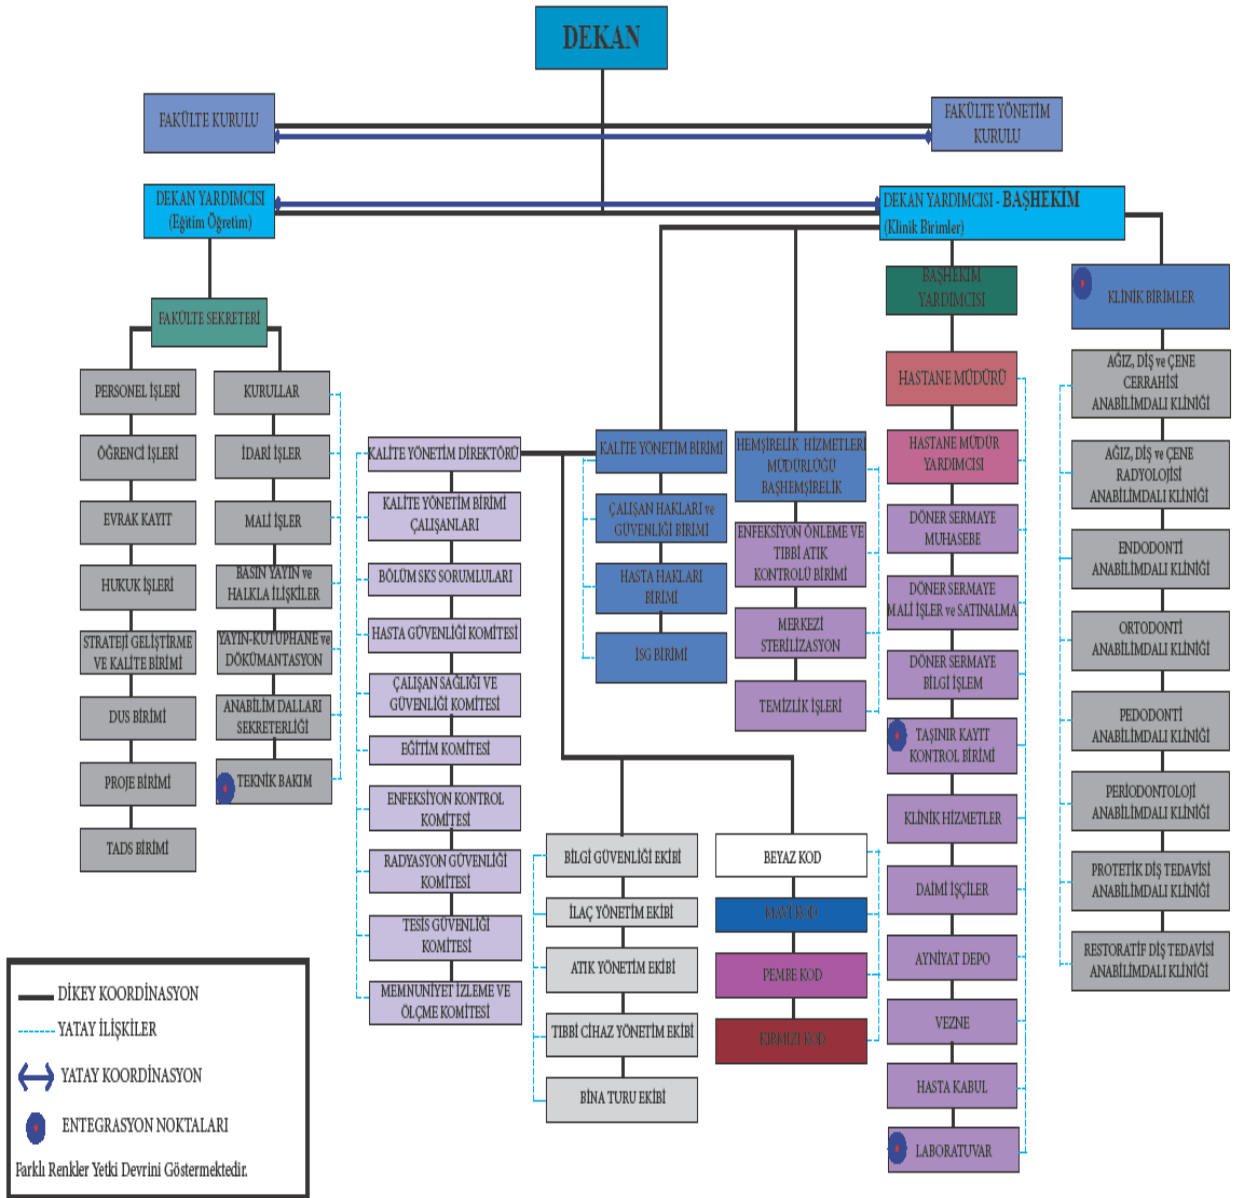 DEKAN
FAKÜLTE KURULU
FAKÜLTE YÖNETİM
KURULU
DEKAN YARDIMCISI
(Eğitim Öğretim)
DEKAN YARDIMCISI - BAŞHEKİM
(Klinik Birimler)
FAKÜLTE SEKRETERİ
PERSONEL İŞLERİ
ÖĞRENCİ İŞLERİ
EVRAK KAYIT
HUKUK İŞLERİ
STRATEJİ GELİŞTİRME
VE KALİTE BİRİMİ
DUS BİRİMİ
PROJE BİRİMİ
TADS BİRİMİ
KURULLAR
İDARİ İŞLER
MALİ İŞLER
BASIN YAYIN ve
HALKLA İLİŞKİLER
YAYIN-KUTUPHANE ve
DÖKÜMANTASYON
ANABİLİM DALLARI
SEKRETERLİĞİ
TEKNİK BAKIM
KALİTE YÖNETİM DİREKTÖRÜ
KALİTE YÖNETİM BİRİMİ
ÇALIŞANLARI
BÖLÜM SKS SORUMLULARI
HASTA GÜVENLİĞİ KOMİTESİ
ÇALIŞAN SAĞLIĞI VE
GÜVENLİĞİ KOMİTESİ
EĞİTİM KOMİTESİ
ENFEKSİYON KONTROL
KOMİTESİ
RADYASYON GÜVENLİĞİ
KOMİTESİ
TESİS GÜVENLİĞİ
KOMİTESİ
MEMNUNİYET İZLEME VE
ÖLÇME KOMİTESİ
KALİTE YÖNETİM BİRİMİ
ÇALIŞAN HAKLARI ve
GÜVENLİĞİ BİRİMİ
HASTA HAKLARI
BİRİMİ
İSG BİRİMİ
BİLGİ GÜVENLİĞİ EKİBİ
İLAÇ YÖNETİM EKİBİ
ATIK YÖNETİM EKİBİ
TIBBİ CİHAZ YÖNETİM EKİBİ
BİNA TURU EKİBİ
BEYAZ KOD
MAVİ KOD
PEMBE KOD
KIRMIZI KOD
HEMŞİRELİK HİZMETLERİ
MÜDÜRLÜĞÜ
BAŞHEMŞİRELİK
ENFEKSİYON ÖNLEME VE
TIBBİ ATIK
KONTROLÜ BİRİMİ
MERKEZİ
STERİLİZASYON
TEMİZLİK İŞLERİ
BAŞHEKİM
YARDIMCISI
HASTANE MÜDÜRÜ
HASTANE MÜDÜR
YARDIMCISI
DÖNER SERMAYE
MUHASEBE
DÖNER SERMAYE
MALİ İŞLER ve SATINALMA
DÖNER SERMAYE
BİLGİ İŞLEM
TAŞINIR KAYIT
KONTROL BİRİMİ
KLİNİK HİZMETLER
DAİMİ İŞÇİLER
AYNİYAT DEPO
VEZNE
HASTA KABUL
LABORATUVAR
KLİNİK BİRİMLER
AĞIZ, DİŞ ve ÇENE
CERRAHİSİ
ANABİLİMDALI KLİNİĞİ
AĞIZ, DİŞ ve ÇENE
RADYOLOJİSİ
ANABİLİMDALI KLİNİĞİ
ENDODONTİ
ANABİLİMDALI KLİNİĞİ
ORTODONTİ
ANABİLİMDALI KLİNİĞİ
PEDODONTİ
ANABİLİMDALI KLİNİĞİ
PERİODONTOLOJİ
ANABİLİMDALI KLİNİĞİ
PROTETİK DİŞ TEDAVİSİ
ANABİLİMDALI KLİNİĞİ
RESTORATİF DİŞ TEDAVİSİ
ANABİLİMDALI KLİNİĞİ
DİKEY KOORDİNASYON
YATAY İLİŞKİLER
YATAY KOORDİNASYON
ENTEGRASYON NOKTALARI
Farklı Renkler Yetki Devrini Göstermektedir.